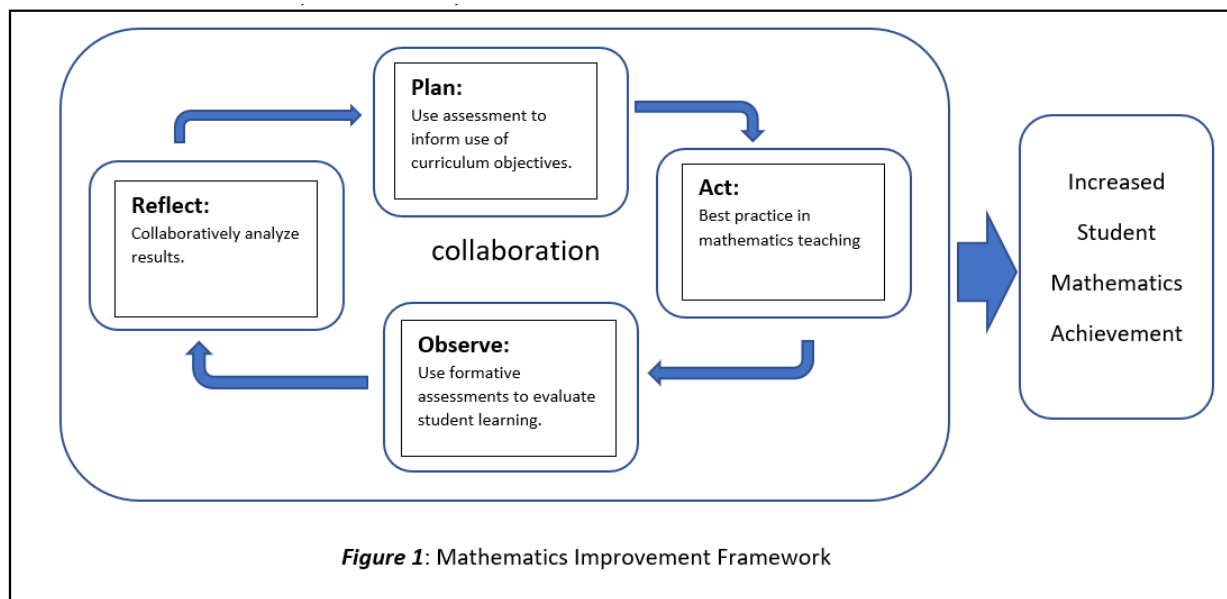 Plan:
Use assessment to
inform use of
curriculum objectives.
Act:
Best practice in
mathematics teaching
Observe:
Use formative
assessments to evaluate
student learning.
Reflect:
Collaboratively analyze
results.
collaboration
Increased
Student
Mathematics
Achievement
Figure 1: Mathematics Improvement Framework